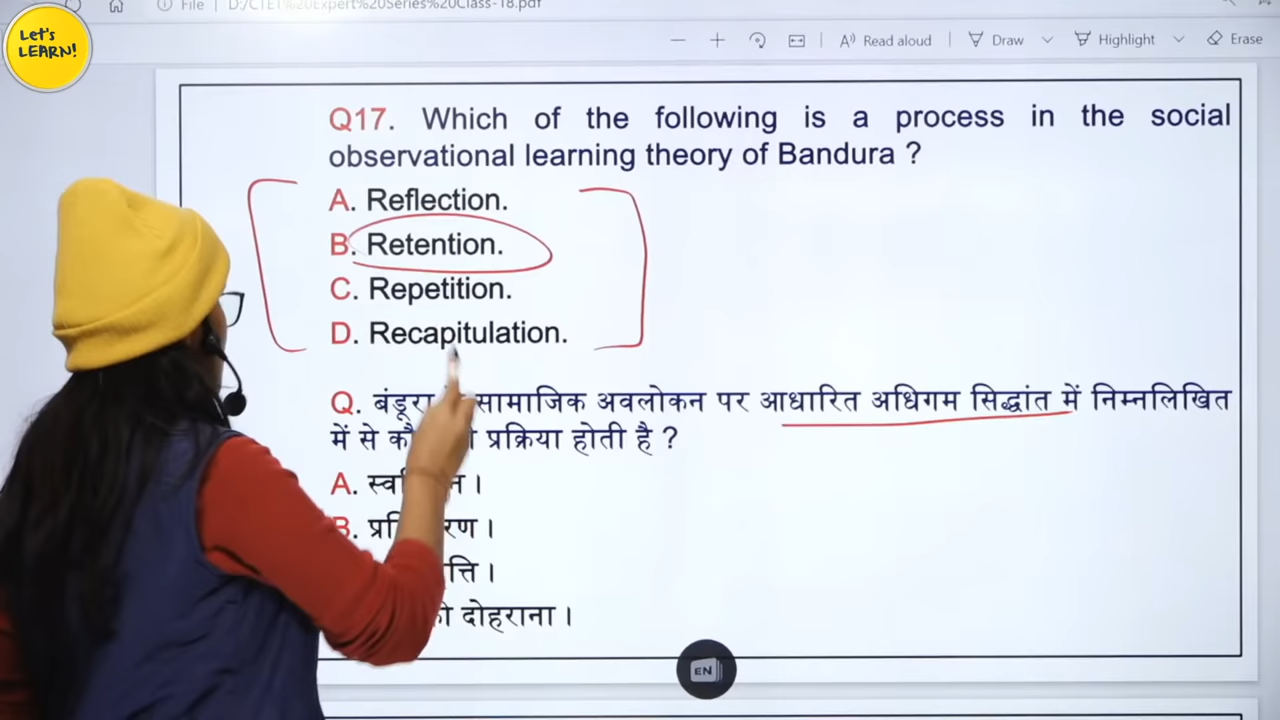 Let's
LEARN!
File | D:/CTET%20Expert%20Series%20Class-18.pdf
Read aloud | Draw Highlight Erase
Q17. Which of the following is a process in the social
observational learning theory of Bandura ?
A. Reflection.
B. Retention.
C. Repetition.
D. Recapitulation.
Q. बंडूरा सामाजिक अवलोकन पर आधारित अधिगम सिद्धांत में निम्नलिखित
में से प्रक्रिया होती है ?
A.
B.
दोहराना ।
EN